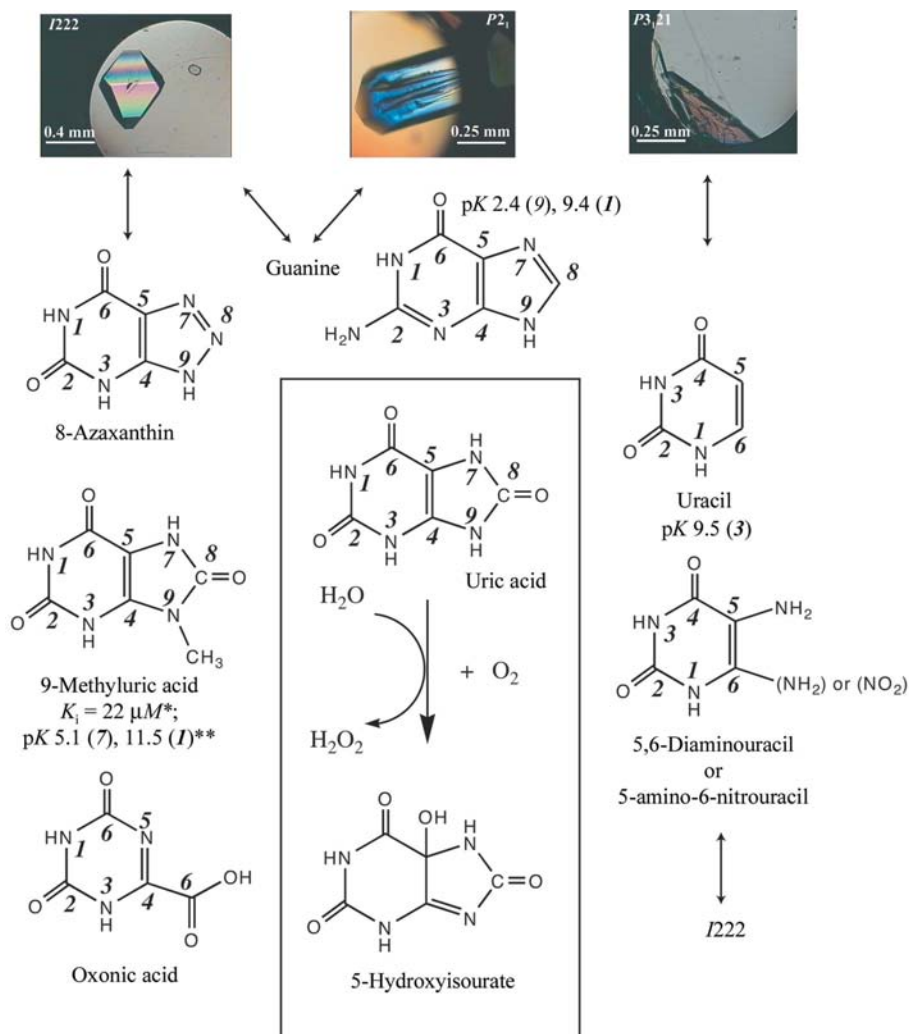 I222
0.4 mm
P2₁
0.25 mm
P3₁21
0.25 mm
pK 2.4 (9), 9.4 (1)
Guanine
O
HN
1
2
3
4
5
6
7
8
9
H₂N
N
N
N
H
O
HN
O
1
2
3
4
5
6
7
8
9
N
N
N
H
N
H
8-Azaxanthin
O
HN
O
1
2
3
4
5
6
7
8
9
H
N
C
O
N
H
N
H
Uric acid
H₂O
+ O₂
H₂O₂
O
OH
H
N
HN
C
O
O
N
H
N
5-Hydroxyisourate
O
HN
O
1
2
3
4
5
6
7
8
9
H
N
C
O
N
H
N
CH₃
9-Methyluric acid
Kᵢ = 22 μM*;
pK 5.1 (7), 11.5 (1)**
O
HN
O
1
2
3
4
5
6
N
6
OH
O
N
H
Oxonic acid
O
HN
O
1
2
3
4
5
6
N
H
Uracil
pK 9.5 (3)
O
HN
O
1
2
3
4
5
6
NH₂
N
H
(NH₂) or (NO₂)
5,6-Diaminouracil
or
5-amino-6-nitrouracil
I222